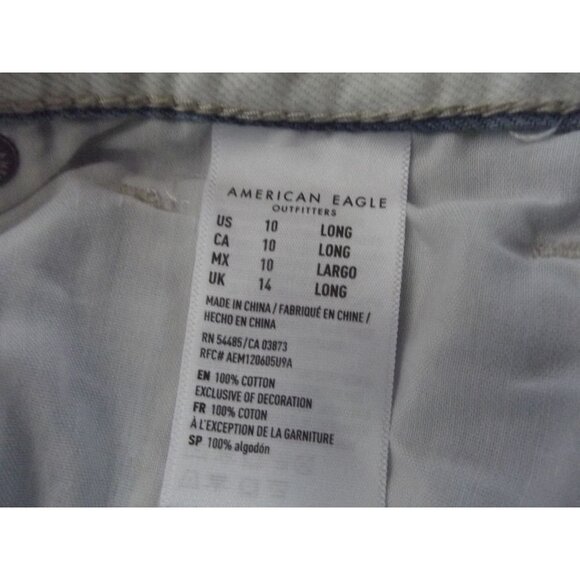 AMERICAN EAGLE
OUTFITTERS
US 10 LONG
CA 10 LONG
MX 10 LARGO
UK 14 LONG
MADE IN CHINA / FABRIQUÉ EN CHINE /
HECHO EN CHINA
RN 54485/CA 03873
RFC# AEM120605U9A
EN 100% COTTON
EXCLUSIVE OF DECORATION
FR 100% COTON
À L'EXCEPTION DE LA GARNITURE
SP 100% algodón